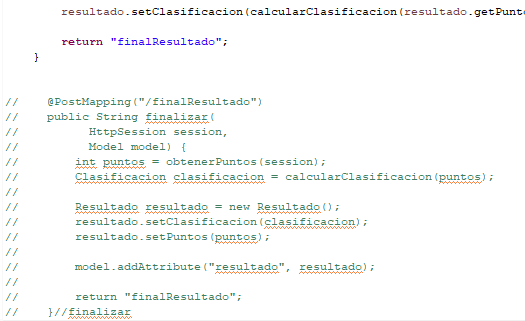 resultado.setClasificacion(calcularClasificacion(resultado.getPunto
return "finalResultado";
}
// @PostMapping("/finalResultado")
// public String finalizar(
// HttpSession session,
// Model model) {
// int puntos = obtenerPuntos(session);
// Clasificacion clasificacion = calcularClasificacion(puntos);
//
// Resultado resultado = new Resultado();
// resultado.setClasificacion(clasificacion);
// resultado.setPuntos(puntos);
//
// model.addAttribute("resultado", resultado);
//
// return "finalResultado";
// }//finalizar